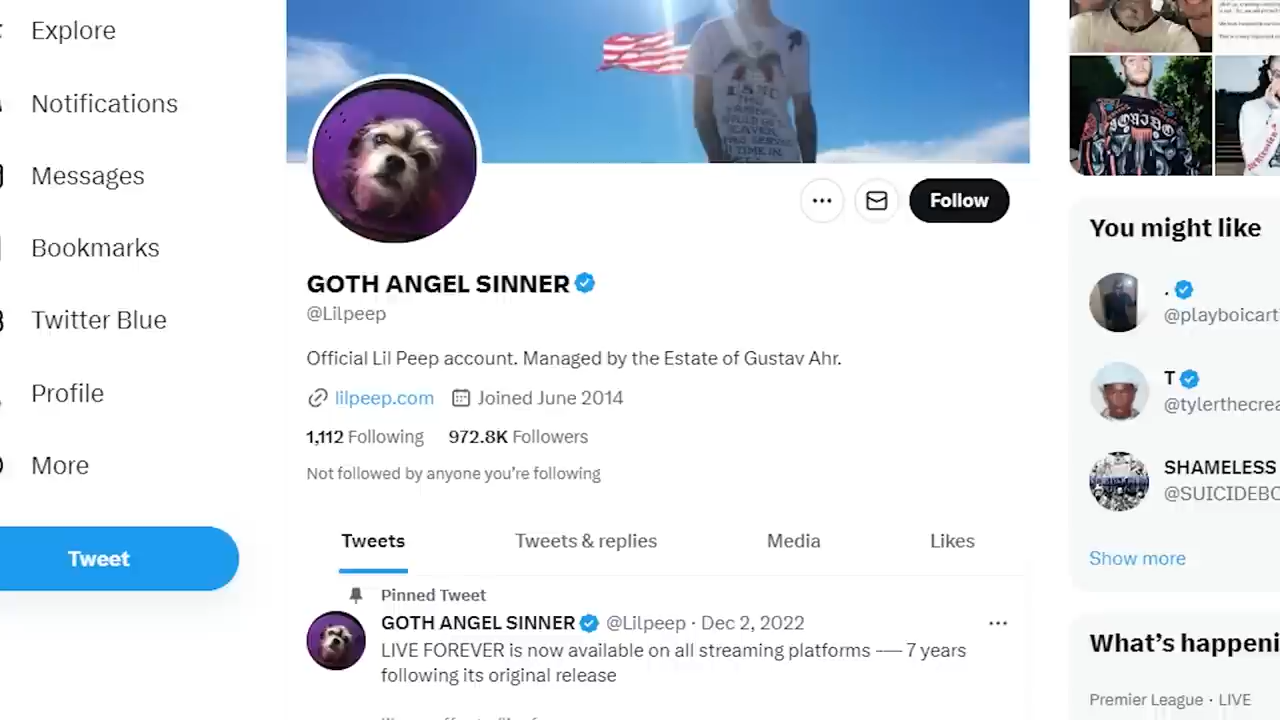 Explore
Notifications
Messages
Bookmarks
Twitter Blue
Profile
More
Tweet
Follow
GOTH ANGEL SINNER
@Lilpeep
Official Lil Peep account. Managed by the Estate of Gustav Ahr.
lilpeep.com Joined June 2014
1,112 Following 972.8K Followers
Not followed by anyone you’re following
Tweets Tweets & replies Media Likes
Pinned Tweet
GOTH ANGEL SINNER @Lilpeep · Dec 2, 2022
LIVE FOREVER is now available on all streaming platforms –— 7 years
following its original release
You might like
.
@playboicart
T
@tylerthecrea
SHAMELESS
@SUICIDEBO
Show more
What’s happeni
Premier League · LIVE